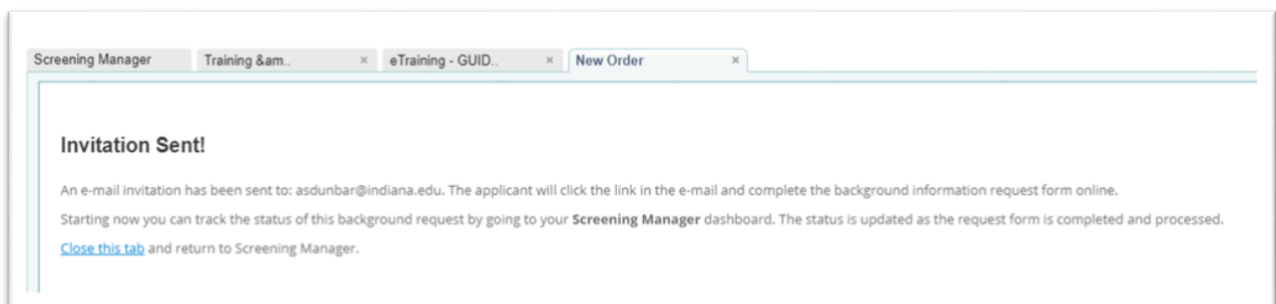 Screening Manager Training &am.. × eTraining - GUID.. × New Order ×
Invitation Sent!
An e-mail invitation has been sent to: asdunbar@indiana.edu. The applicant will click the link in the e-mail and complete the background information request form online.
Starting now you can track the status of this background request by going to your Screening Manager dashboard. The status is updated as the request form is completed and processed.
Close this tab and return to Screening Manager.